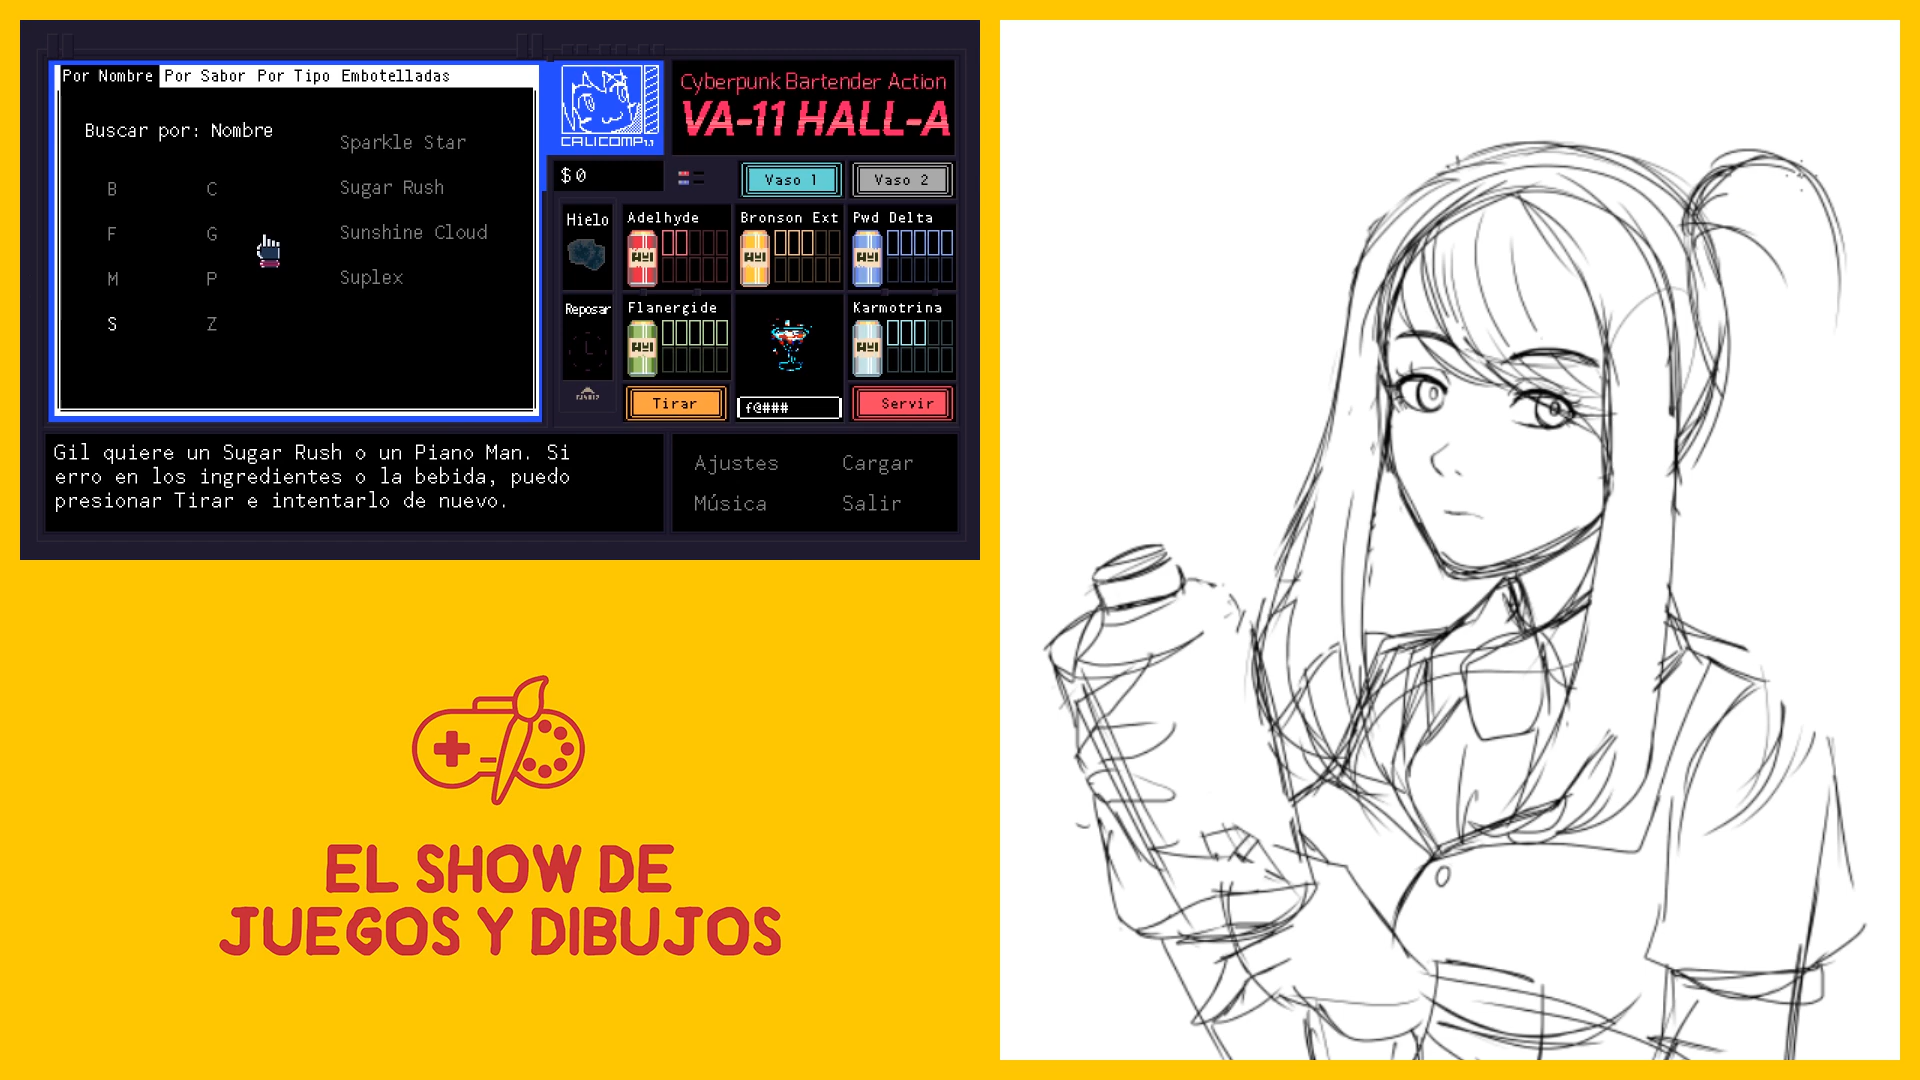 Por Nombre Por Sabor Por Tipo Embotelladas
Buscar por: Nombre
B C
F G
M P
S Z
Sparkle Star
Sugar Rush
Sunshine Cloud
Suplex
CALICOMP1.1
Cyberpunk Bartender Action
VA-11 HALL-A
$0
Vaso 1 Vaso 2
Hielo
Adelhyde
Bronson Ext
Pwd Delta
Reposar
Flanergide
Karmotrina
Tirar
f@###
Servir
Gil quiere un Sugar Rush o un Piano Man. Si
erro en los ingredientes o la bebida, puedo
presionar Tirar e intentarlo de nuevo.
Ajustes Cargar
Música Salir
EL SHOW DE
JUEGOS Y DIBUJOS